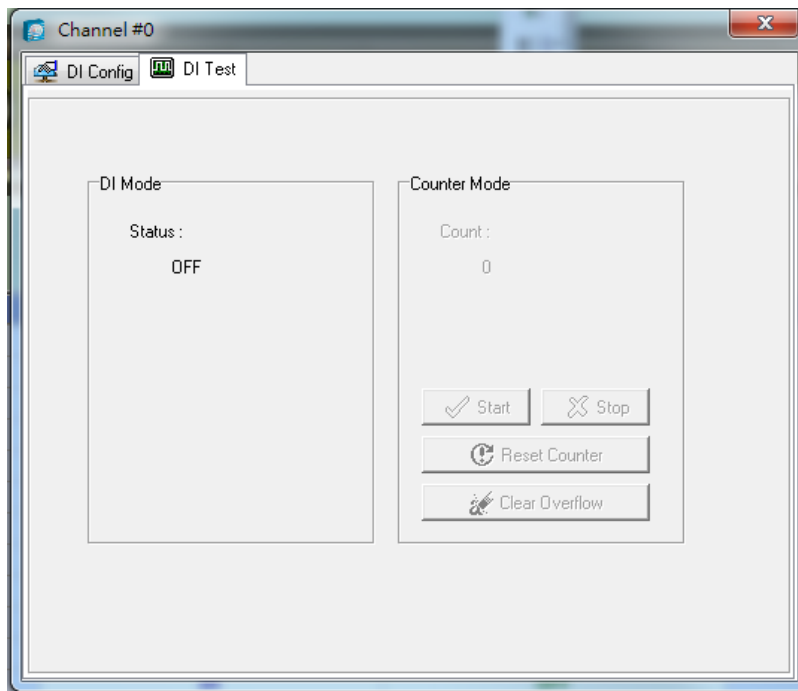 Channel #0
DI Config
DI Test
DI Mode
Status :
OFF
Counter Mode
Count :
0
Start
Stop
Reset Counter
Clear Overflow